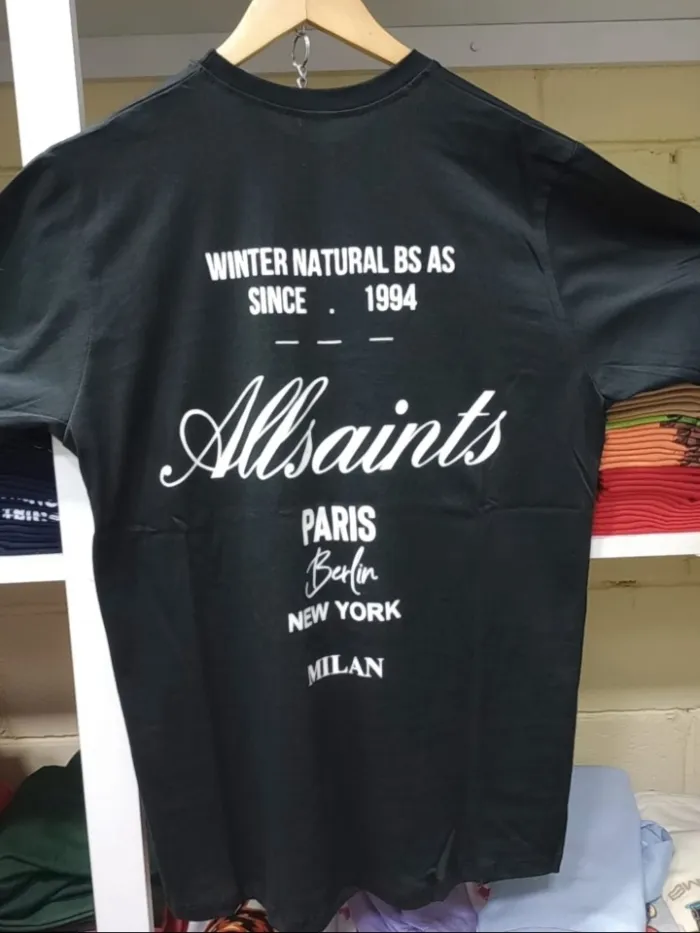 WINTER NATURAL BS AS
SINCE . 1994
— — —
Allsaints
PARIS
Berlin
NEW YORK
MILAN